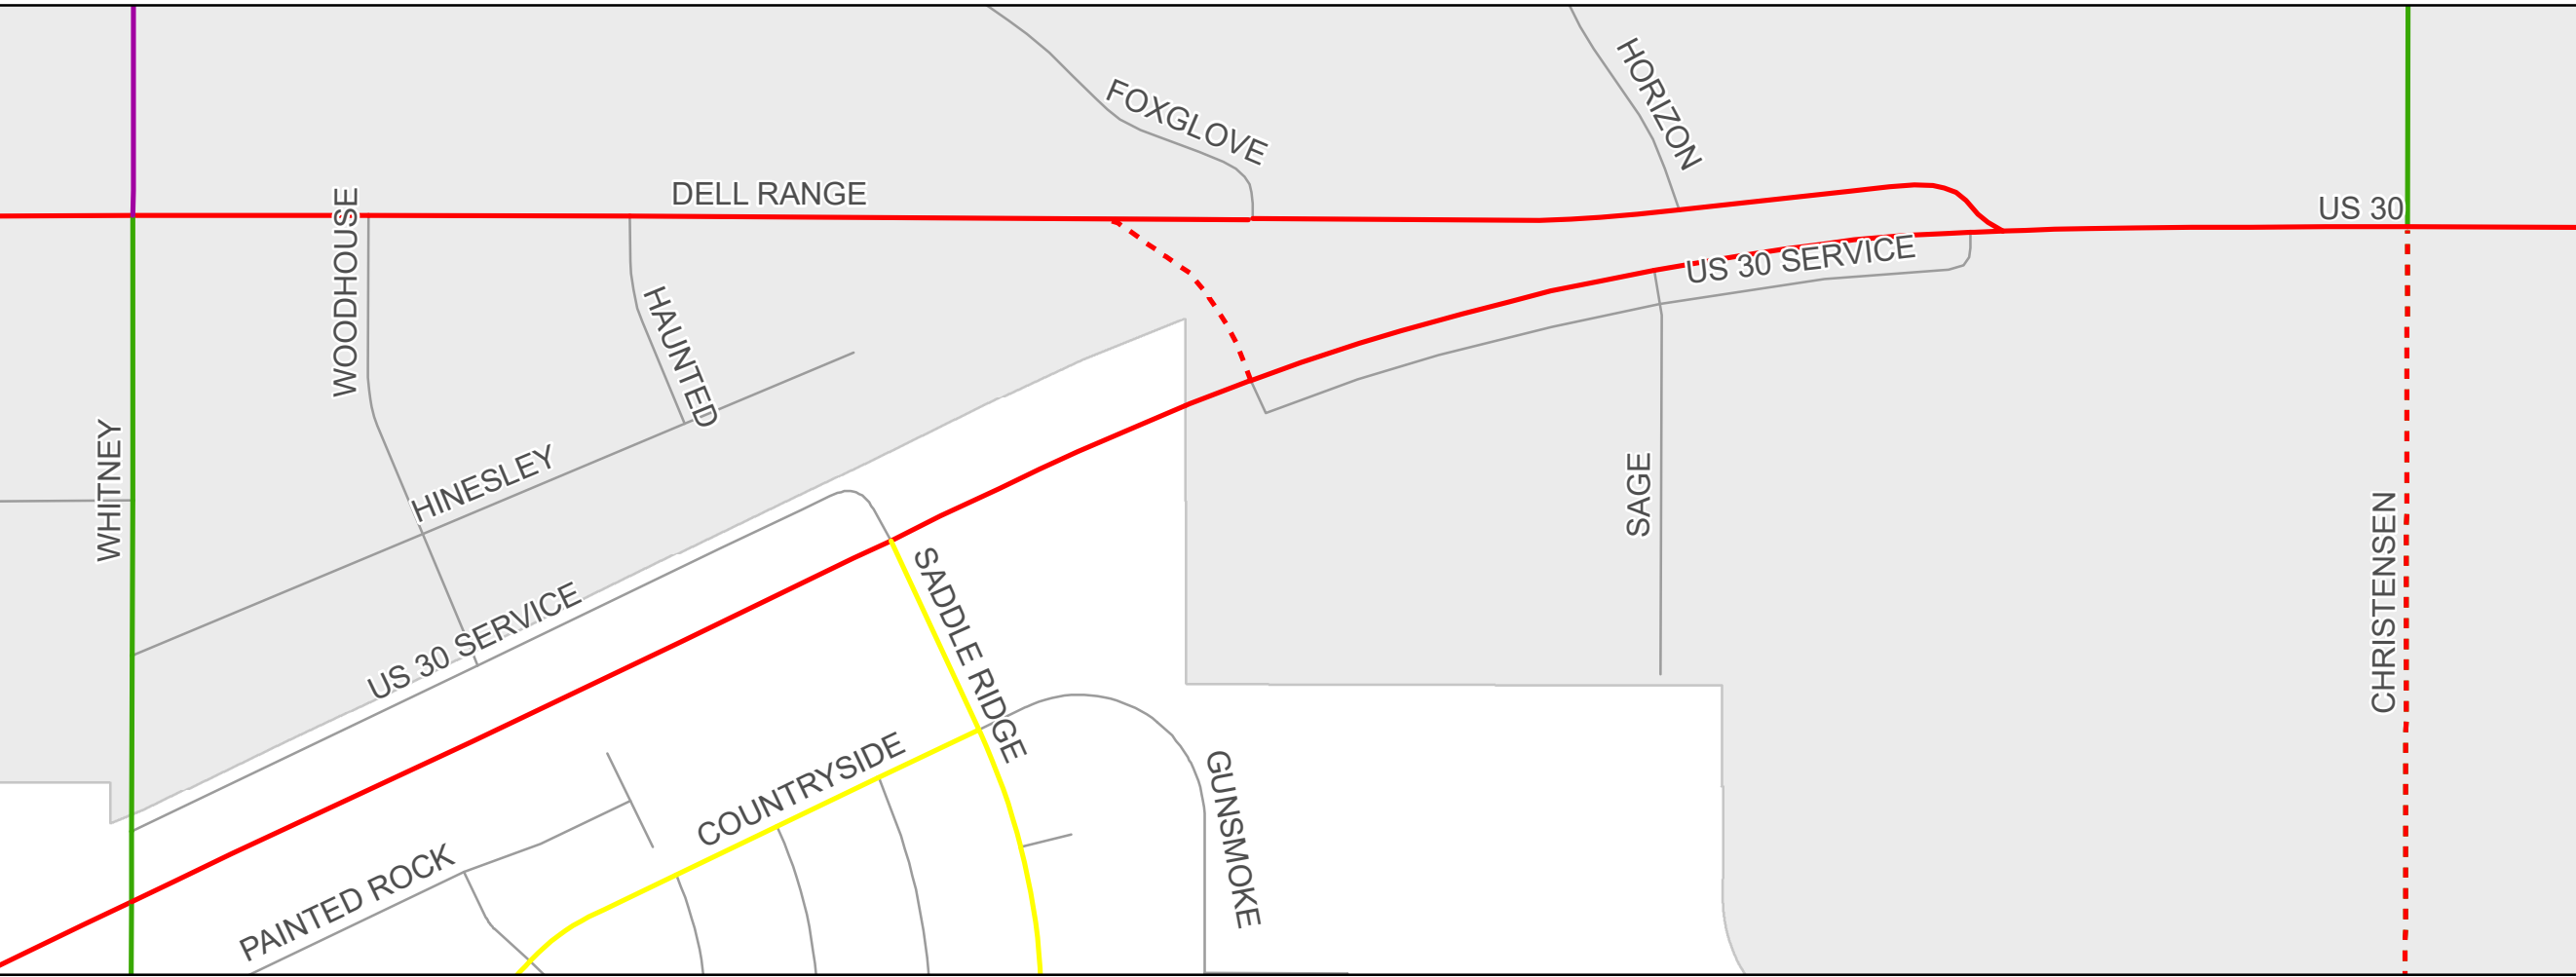 HORIZON
FOXGLOVE
DELL RANGE
US 30
WOODHOUSE
US 30 SERVICE
HAUNTED
WHITNEY
HINESLEY
SAGE
CHRISTENSEN
SADDLE RIDGE
US 30 SERVICE
COUNTRYSIDE
GUNSMOKE
PAINTED ROCK